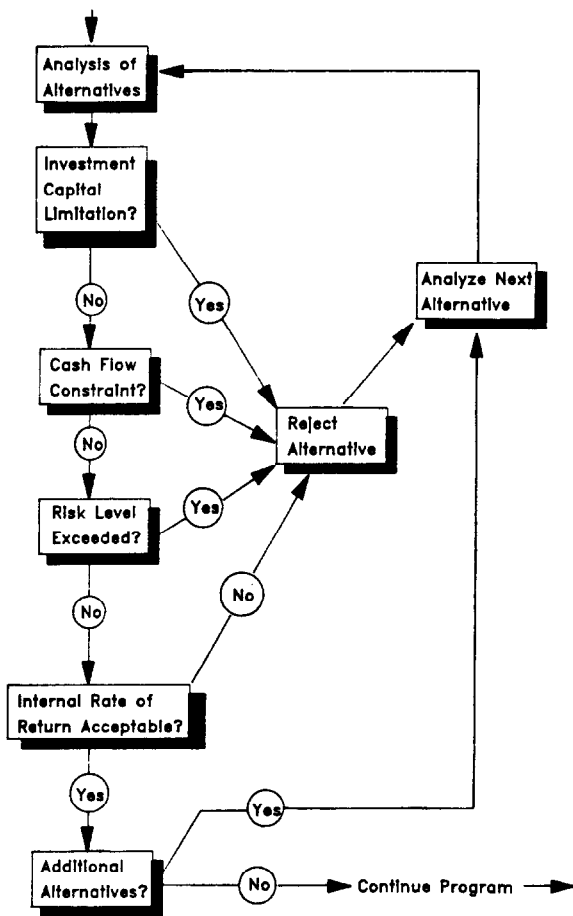 Analysis of
Alternatives
Investment
Capital
Limitation?
No
Yes
Analyze Next
Alternative
Cash Flow
Constraint?
Yes
Reject
Alternative
No
Risk Level
Exceeded?
Yes
No
No
Internal Rate of
Return Acceptable?
Yes
Yes
Additional
Alternatives?
No
Continue Program